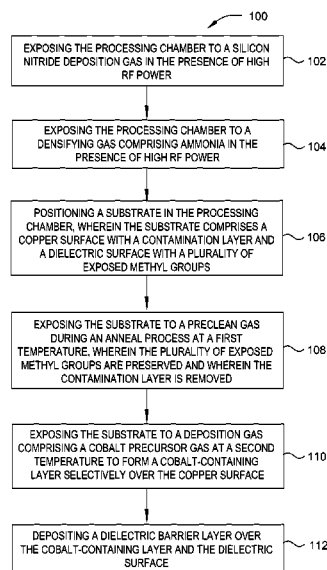 100
EXPOSING THE PROCESSING CHAMBER TO A SILICON
NITRIDE DEPOSITION GAS IN THE PRESENCE OF HIGH
RF POWER
102
EXPOSING THE PROCESSING CHAMBER TO A
DENSIFYING GAS COMPRISING AMMONIA IN THE
PRESENCE OF HIGH RF POWER
104
POSITIONING A SUBSTRATE IN THE PROCESSING
CHAMBER, WHEREIN THE SUBSTRATE COMPRISES A
COPPER SURFACE WITH A CONTAMINATION LAYER AND
A DIELECTRIC SURFACE WITH A PLURALITY OF
EXPOSED METHYL GROUPS
106
EXPOSING THE SUBSTRATE TO A PRECLEAN GAS
DURING AN ANNEAL PROCESS AT A FIRST
TEMPERATURE, WHEREIN THE PLURALITY OF EXPOSED
METHYL GROUPS ARE PRESERVED AND WHEREIN THE
CONTAMINATION LAYER IS REMOVED
108
EXPOSING THE SUBSTRATE TO A DEPOSITION GAS
COMPRISING A COBALT PRECURSOR GAS AT A SECOND
TEMPERATURE TO FORM A COBALT-CONTAINING
LAYER SELECTIVELY OVER THE COPPER SURFACE
110
DEPOSITING A DIELECTRIC BARRIER LAYER OVER
THE COBALT-CONTAINING LAYER AND THE DIELECTRIC
SURFACE
112